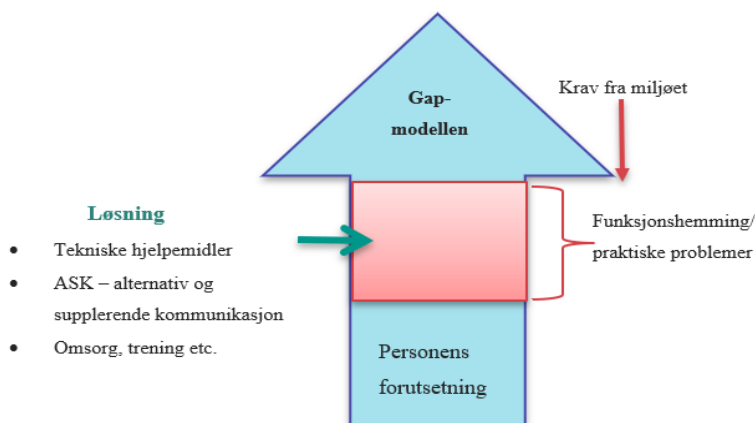 Gap-
modellen
Krav fra miljøet
Løsning
• Tekniske hjelpemidler
• ASK – alternativ og
supplerende kommunikasjon
• Omsorg, trening etc.
Funksjonshemming/
praktiske problemer
Personens
forutsetning